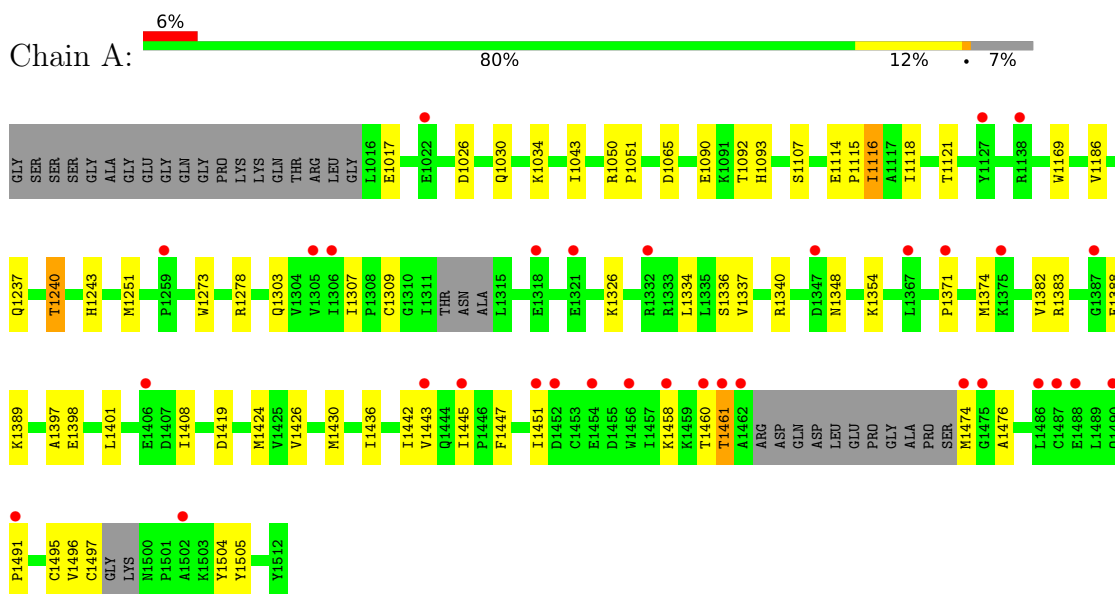 6%
Chain A:
80% 12% • 7%
GLY SER SER SER GLY ALA GLY GLU GLY GLY GLN GLY PRO LYS LYS GLN THR ARG LEU GLY L1016 E1017 E1022 D1026 Q1030 K1034 I1043 R1050 P1051 D1065 E1090 K1091 T1092 H1093 S1107 E1114 P1115 I1116 A1117 I1118 T1121 Y1127 R1138 W1169 V1186
Q1237 T1240 H1243 M1251 P1259 W1273 R1278 Q1303 V1304 V1305 I1306 I1307 P1308 C1309 G1310 I1311 THR ASN ALA L1315 E1318 E1321 K1326 R1332 R1333 L1334 L1335 S1336 V1337 R1340 D1347 N1348 K1354 L1367 P1371 M1374 K1375 V1382 R1383 G1387
K1389 A1397 E1398 L1401 E1406 D1407 I1408 D1419 M1424 V1425 V1426 M1430 I1436 I1442 V1443 Q1444 I1445 P1446 F1447 I1451 D1452 C1453 E1454 D1455 W1456 I1457 K1458 K1459 T1460 T1461 A1462 ARG ASP GLN ASP LEU GLU PRO GLY ALA PRO SER M1474 G1475 A1476 L1486 C1487 E1488 L1489
P1491 C1495 V1496 C1497 GLY LYS N1500 P1501 A1502 K1503 Y1504 Y1505 Y1512